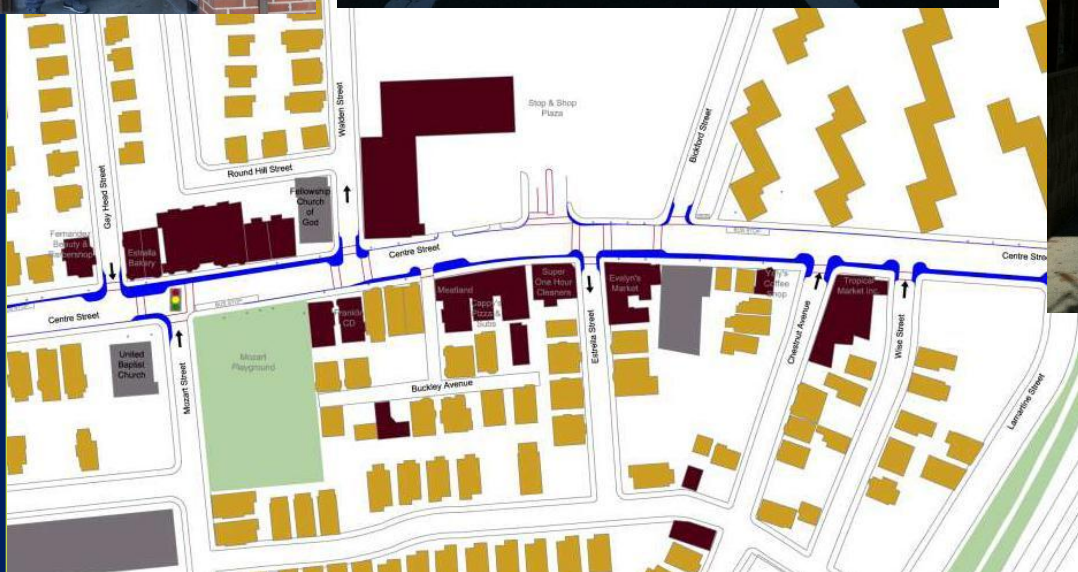 Stop & Shop
Plaza
Walden Street
Bickford Street
Round Hill Street
Gay Head Street
Fellowship
Church
of
God
Fernandez
Beauty &
Barbershop
Estrella
Bakery
BUS STOP
Centre Street
Centre Street
Super
One Hour
Cleaners
Evelyn's
Market
Yily's
Coffee
Shop
Tropical
Market Inc.
Meatland
Cappy's
Pizza &
Subs
Franklin
CD
BUS STOP
Centre Street
United
Baptist
Church
Mozart Street
Mozart
Playground
Buckley Avenue
Estrella Street
Chestnut Avenue
Wise Street
Lamartine Street